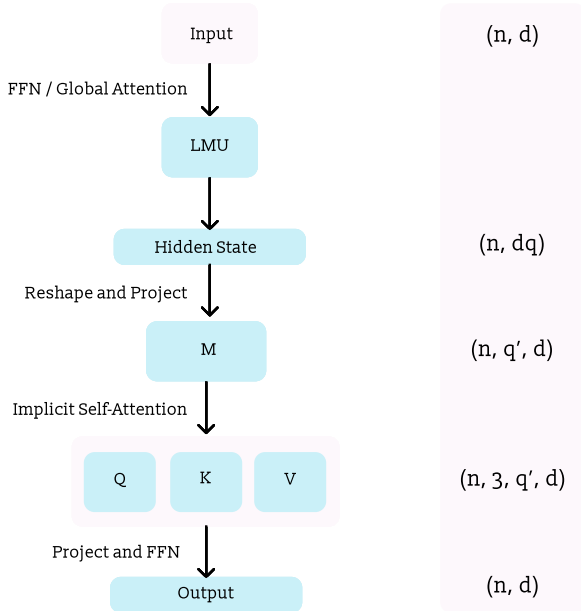 Input
(n, d)
FFN / Global Attention
LMU
Hidden State
(n, dq)
Reshape and Project
M
(n, q′, d)
Implicit Self-Attention
Q
K
V
(n, 3, q′, d)
Project and FFN
Output
(n, d)